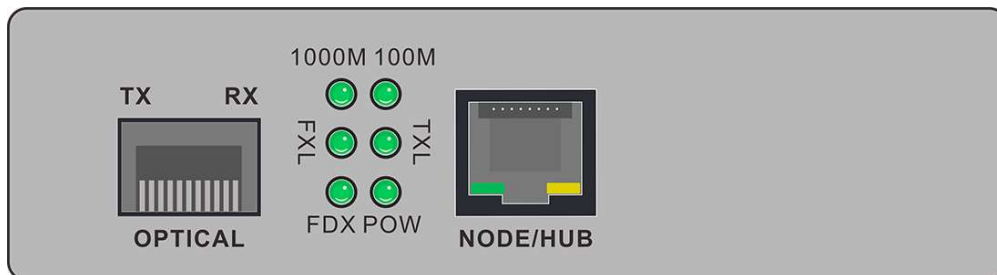 1000M 100M
TX RX
FXL TXL
FDX POW
OPTICAL NODE/HUB